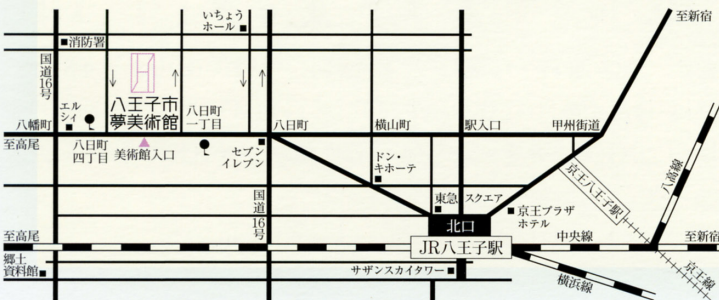 いちょう
ホール
至新宿
消防署
国道16号
エル
シィ
八王子市
夢美術館
八日町
一丁目
八幡町
八日町
横山町
駅入口
甲州街道
至高尾
八日町
四丁目
美術館入口
セブン
イレブン
ドン・
キホーテ
八高線
京王八王子駅
国道16号
東急スクエア
京王プラザ
ホテル
北口
至高尾
JR八王子駅
中央線
至新宿
郷土
資料館
サザンスカイタワー
横浜線
京王線